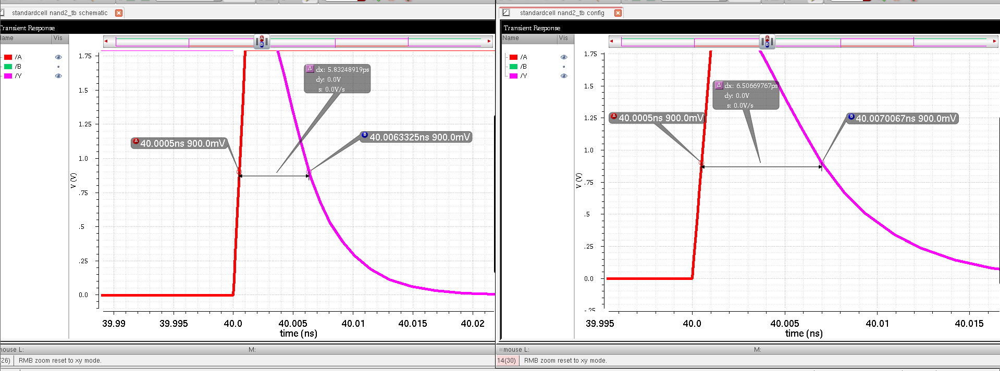 standardcell nand2_tb schematic
Transient Response
Vis
/A
/B
/Y
1.75
1.5
1.25
1.0
.75
.5
.25
0.0
V (V)
dx: 5.83248919ps
dy: 0.0V
s: 0.0V/s
A 40.0005ns 900.0mV
B 40.0063325ns 900.0mV
39.99 39.995 40.0 40.005 40.01 40.015 40.02
time (ns)
mouse L: M:
(26) RMB zoom reset to xy mode.
standardcell nand2_tb config
Transient Response
Name Vis
/A
/B
/Y
1.75
1.5
1.25
1.0
.75
.5
.25
0.0
-.25
V (V)
dx: 6.50669767ps
dy: 0.0V
s: 0.0V/s
A 40.0005ns 900.0mV
B 40.0070067ns 900.0mV
39.995 40.0 40.005 40.01 40.015
time (ns)
mouse L: M:
14(30) RMB zoom reset to xy mode.